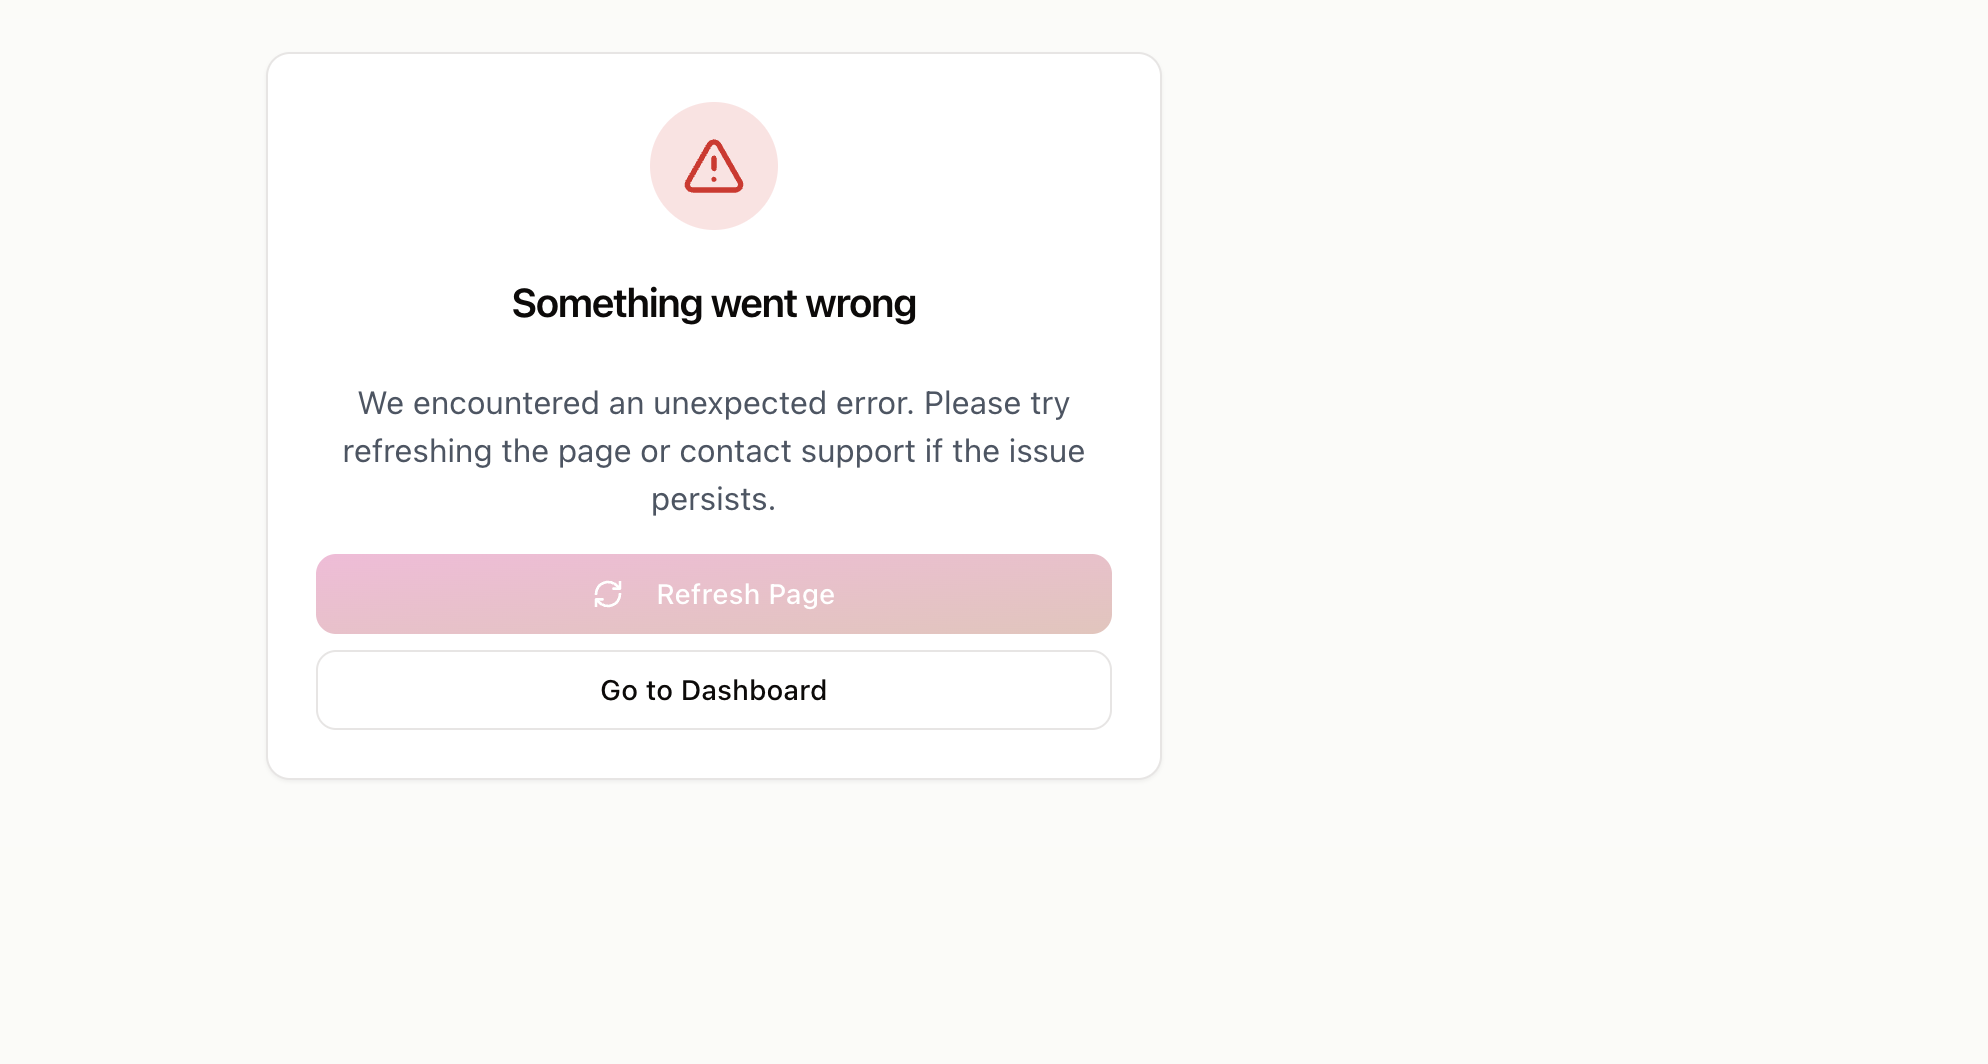 Something went wrong
We encountered an unexpected error. Please try
refreshing the page or contact support if the issue
persists.
Refresh Page
Go to Dashboard